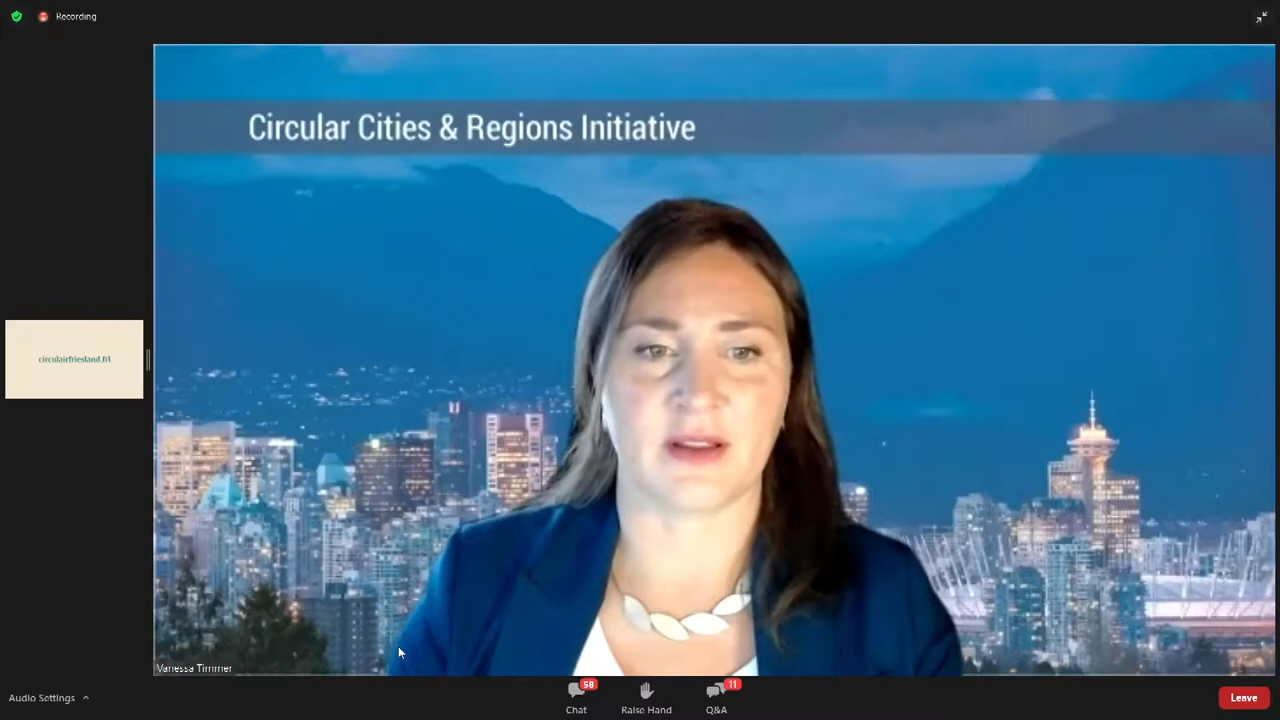 Recording
Circular Cities & Regions Initiative
circulairfriesland.frl
Vanessa Timmer
Audio Settings
58
Chat
Raise Hand
11
Q&A
Leave